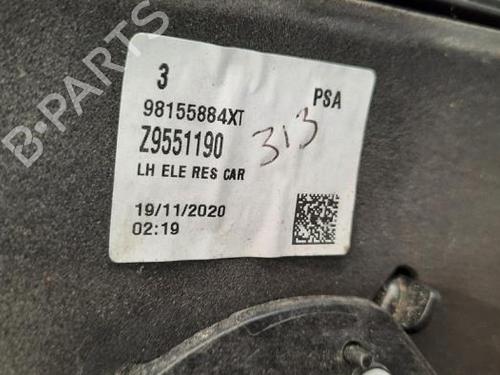 3
98155884XT
PSA
Z9551190
313
LH ELE RES CAR
19/11/2020
02:19
B-PARTS